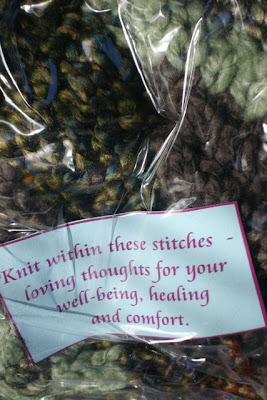 Knit within these stitches -
loving thoughts for your
well-being, healing
and comfort.